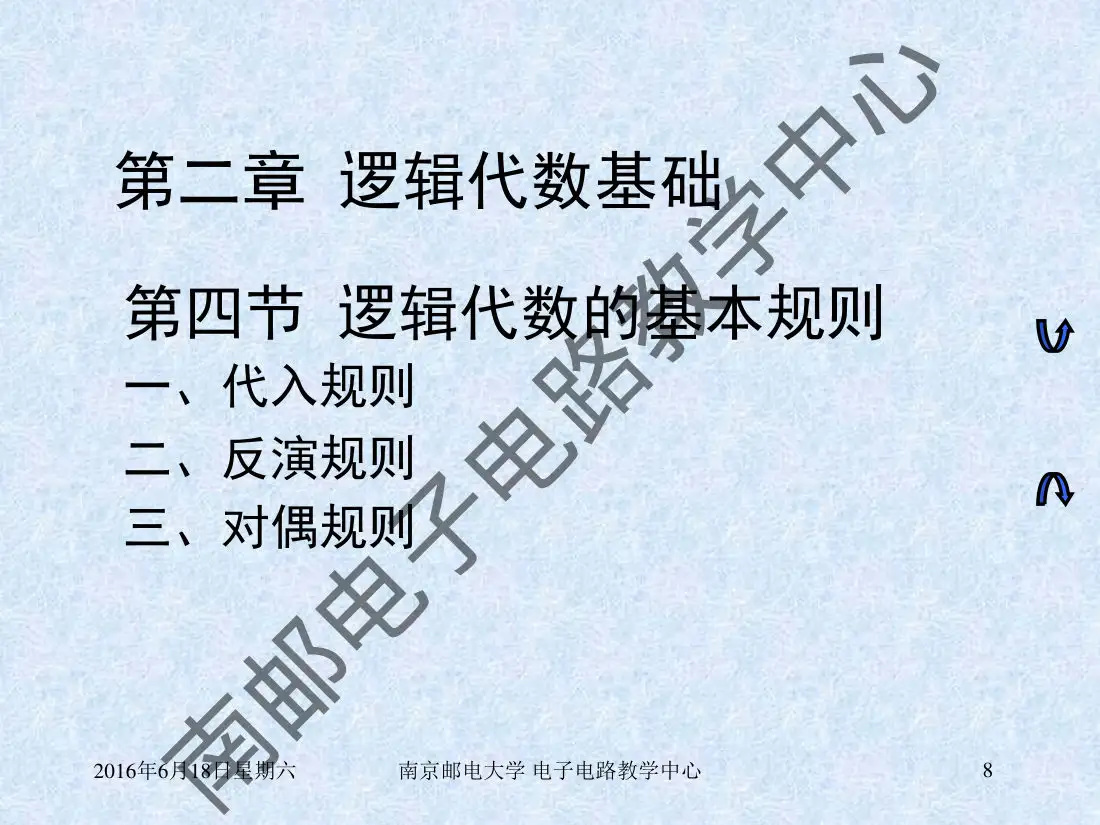 第二章 逻辑代数基础
第四节 逻辑代数的基本规则
一、代入规则
二、反演规则
三、对偶规则
南邮电子电路教学中心
2016年6月18日星期六
南京邮电大学 电子电路教学中心
8